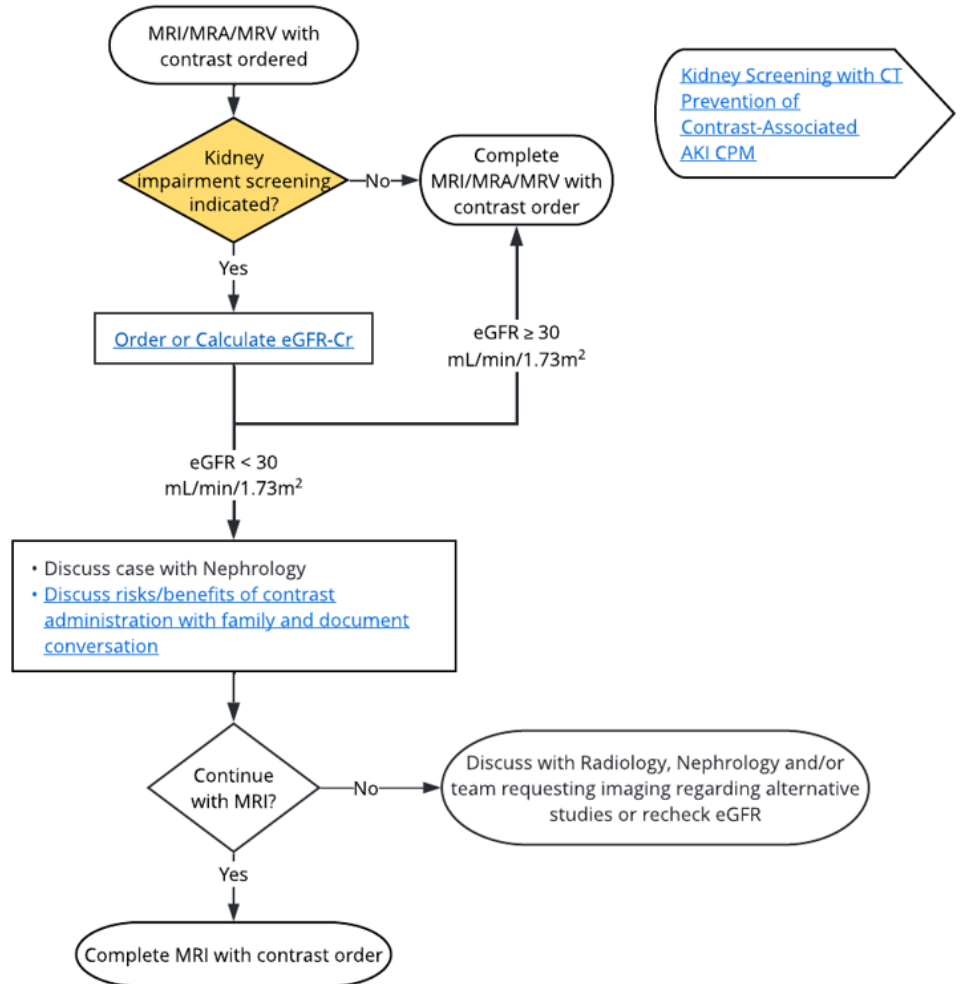 MRI/MRA/MRV with
contrast ordered
Kidney Screening with CT
Prevention of
Contrast-Associated
AKI CPM
Kidney
impairment screening
indicated?
No
Complete
MRI/MRA/MRV with
contrast order
Yes
Order or Calculate eGFR-Cr
eGFR ≥ 30
mL/min/1.73m²
eGFR < 30
mL/min/1.73m²
• Discuss case with Nephrology
• Discuss risks/benefits of contrast
administration with family and document
conversation
Continue
with MRI?
No
Discuss with Radiology, Nephrology and/or
team requesting imaging regarding alternative
studies or recheck eGFR
Yes
Complete MRI with contrast order